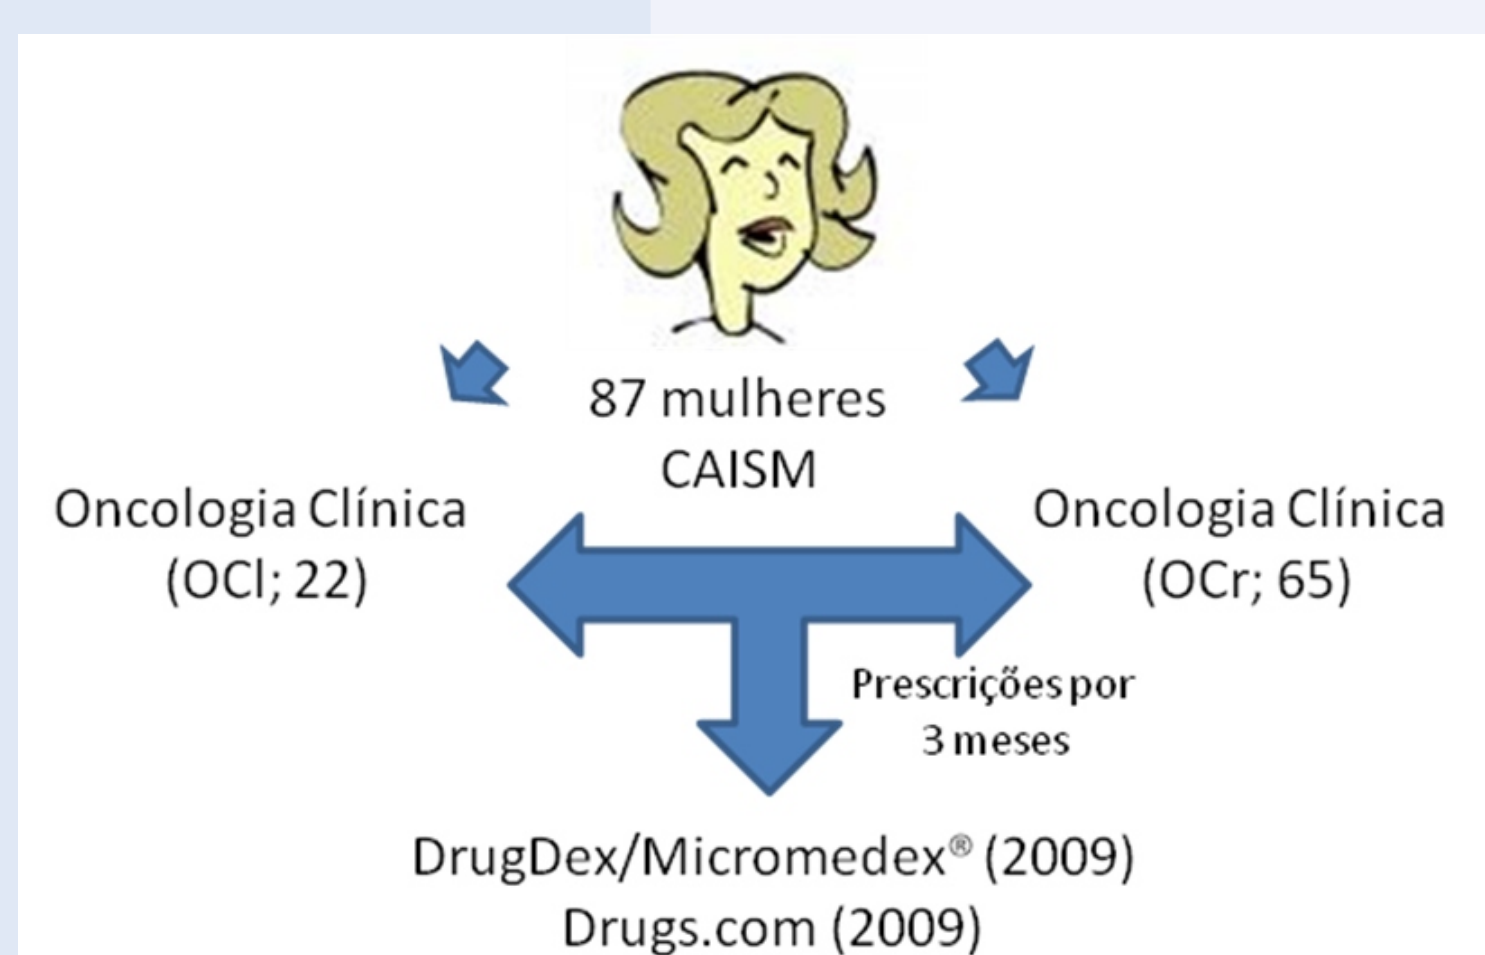 87 mulheres
CAISM
Oncologia Clínica
(OCl; 22)
Oncologia Clínica
(OCr; 65)
Prescrições por
3 meses
DrugDex/Micromedex® (2009)
Drugs.com (2009)